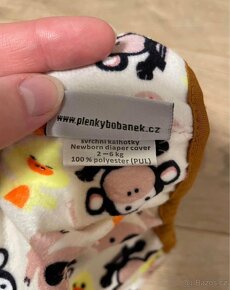 www.plenkybobanek.cz
svrchní kalhotky
Newborn diaper cover
2 – 6 kg
100 % polyester (PUL)